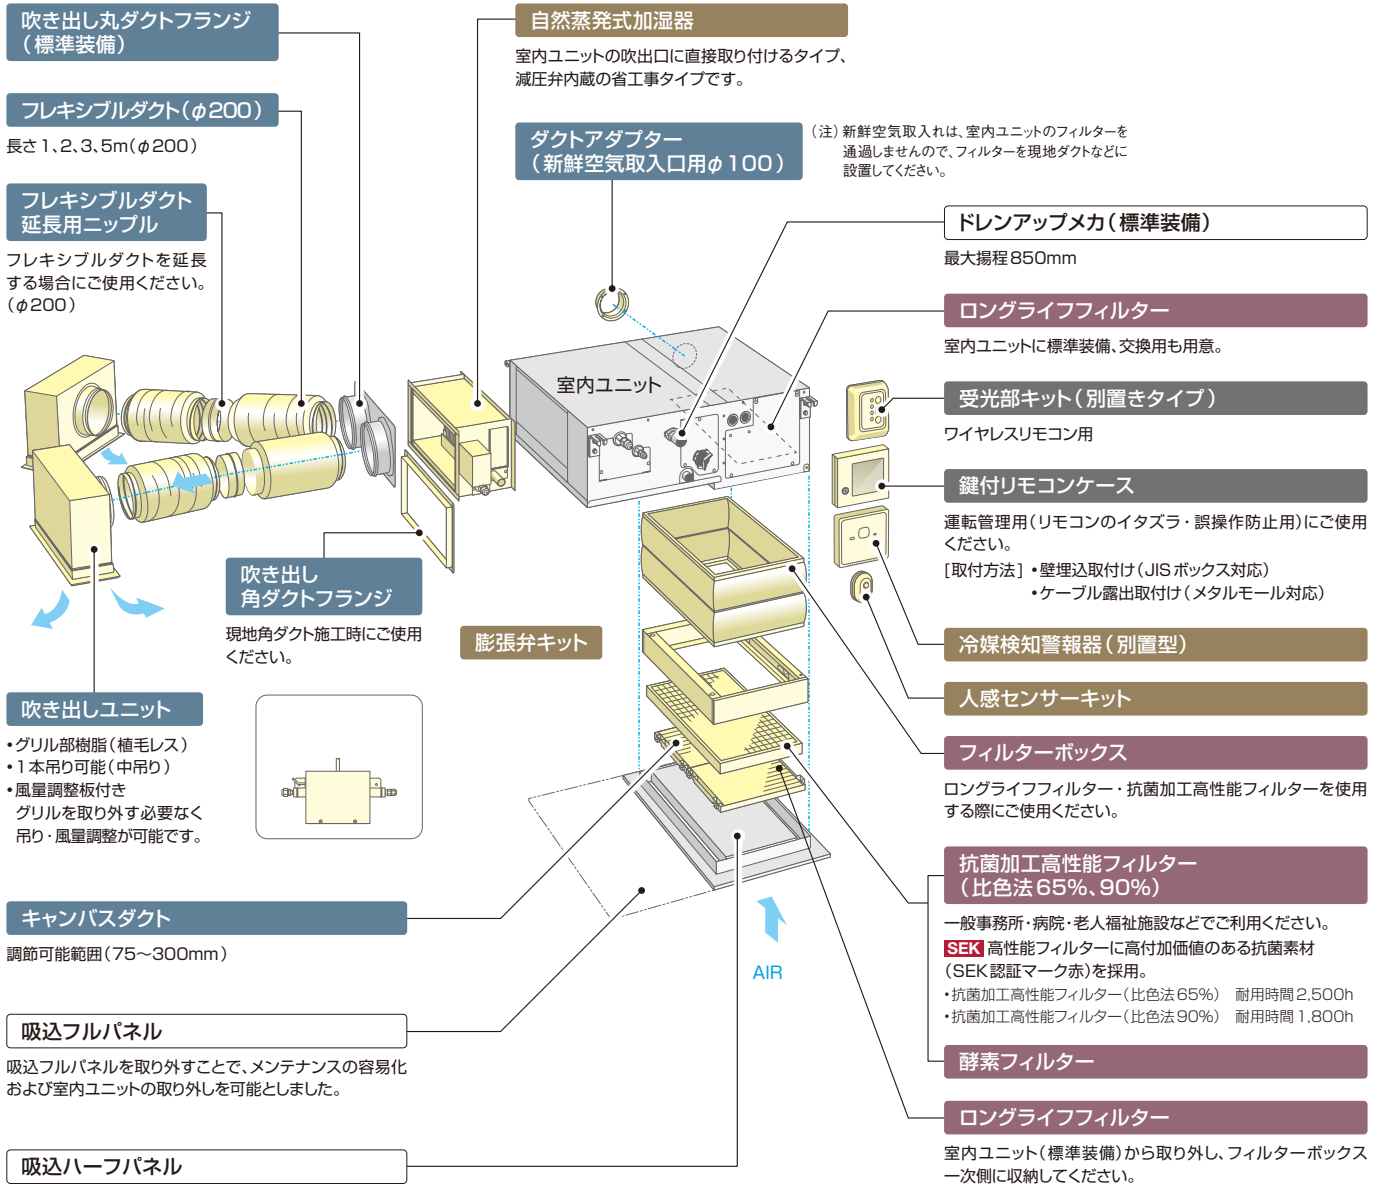 吹き出し丸ダクトフランジ
(標準装備)
フレキシブルダクト(φ200)
長さ1、2、3、5m(φ200)
フレキシブルダクト
延長用ニップル
フレキシブルダクトを延長
する場合にご使用ください。
(φ200)
自然蒸発式加湿器
室内ユニットの吹出口に直接取り付けるタイプ、
減圧弁内蔵の省工事タイプです。
ダクトアダプター
(新鮮空気取入口用φ100)
(注)新鮮空気取入れは、室内ユニットのフィルターを
通過しませんので、フィルターを現地ダクトなどに
設置してください。
ドレンアップメカ(標準装備)
最大揚程850mm
ロングライフフィルター
室内ユニットに標準装備、交換用も用意。
受光部キット(別置きタイプ)
ワイヤレスリモコン用
鍵付リモコンケース
運転管理用(リモコンのイタズラ・誤操作防止用)にご使用
ください。
[取付方法]•壁埋込取付け(JISボックス対応)
•ケーブル露出取付け(メタルモール対応)
冷媒検知警報器(別置型)
人感センサーキット
フィルターボックス
ロングライフフィルター・抗菌加工高性能フィルターを使用
する際にご使用ください。
抗菌加工高性能フィルター
(比色法65%、90%)
一般事務所・病院・老人福祉施設などでご利用ください。
SEK 高性能フィルターに高付加価値のある抗菌素材
(SEK認証マーク赤)を採用。
•抗菌加工高性能フィルター(比色法65%) 耐用時間2,500h
•抗菌加工高性能フィルター(比色法90%) 耐用時間1,800h
酵素フィルター
ロングライフフィルター
室内ユニット(標準装備)から取り外し、フィルターボックス
一次側に収納してください。
室内ユニット
吹き出し
角ダクトフランジ
現地角ダクト施工時にご使用
ください。
膨張弁キット
吹き出しユニット
•グリル部樹脂(植毛レス)
•1本吊り可能(中吊り)
•風量調整板付き
グリルを取り外す必要なく
吊り・風量調整が可能です。
キャンバスダクト
調節可能範囲(75〜300mm)
AIR
吸込フルパネル
吸込フルパネルを取り外すことで、メンテナンスの容易化
および室内ユニットの取り外しを可能としました。
吸込ハーフパネル